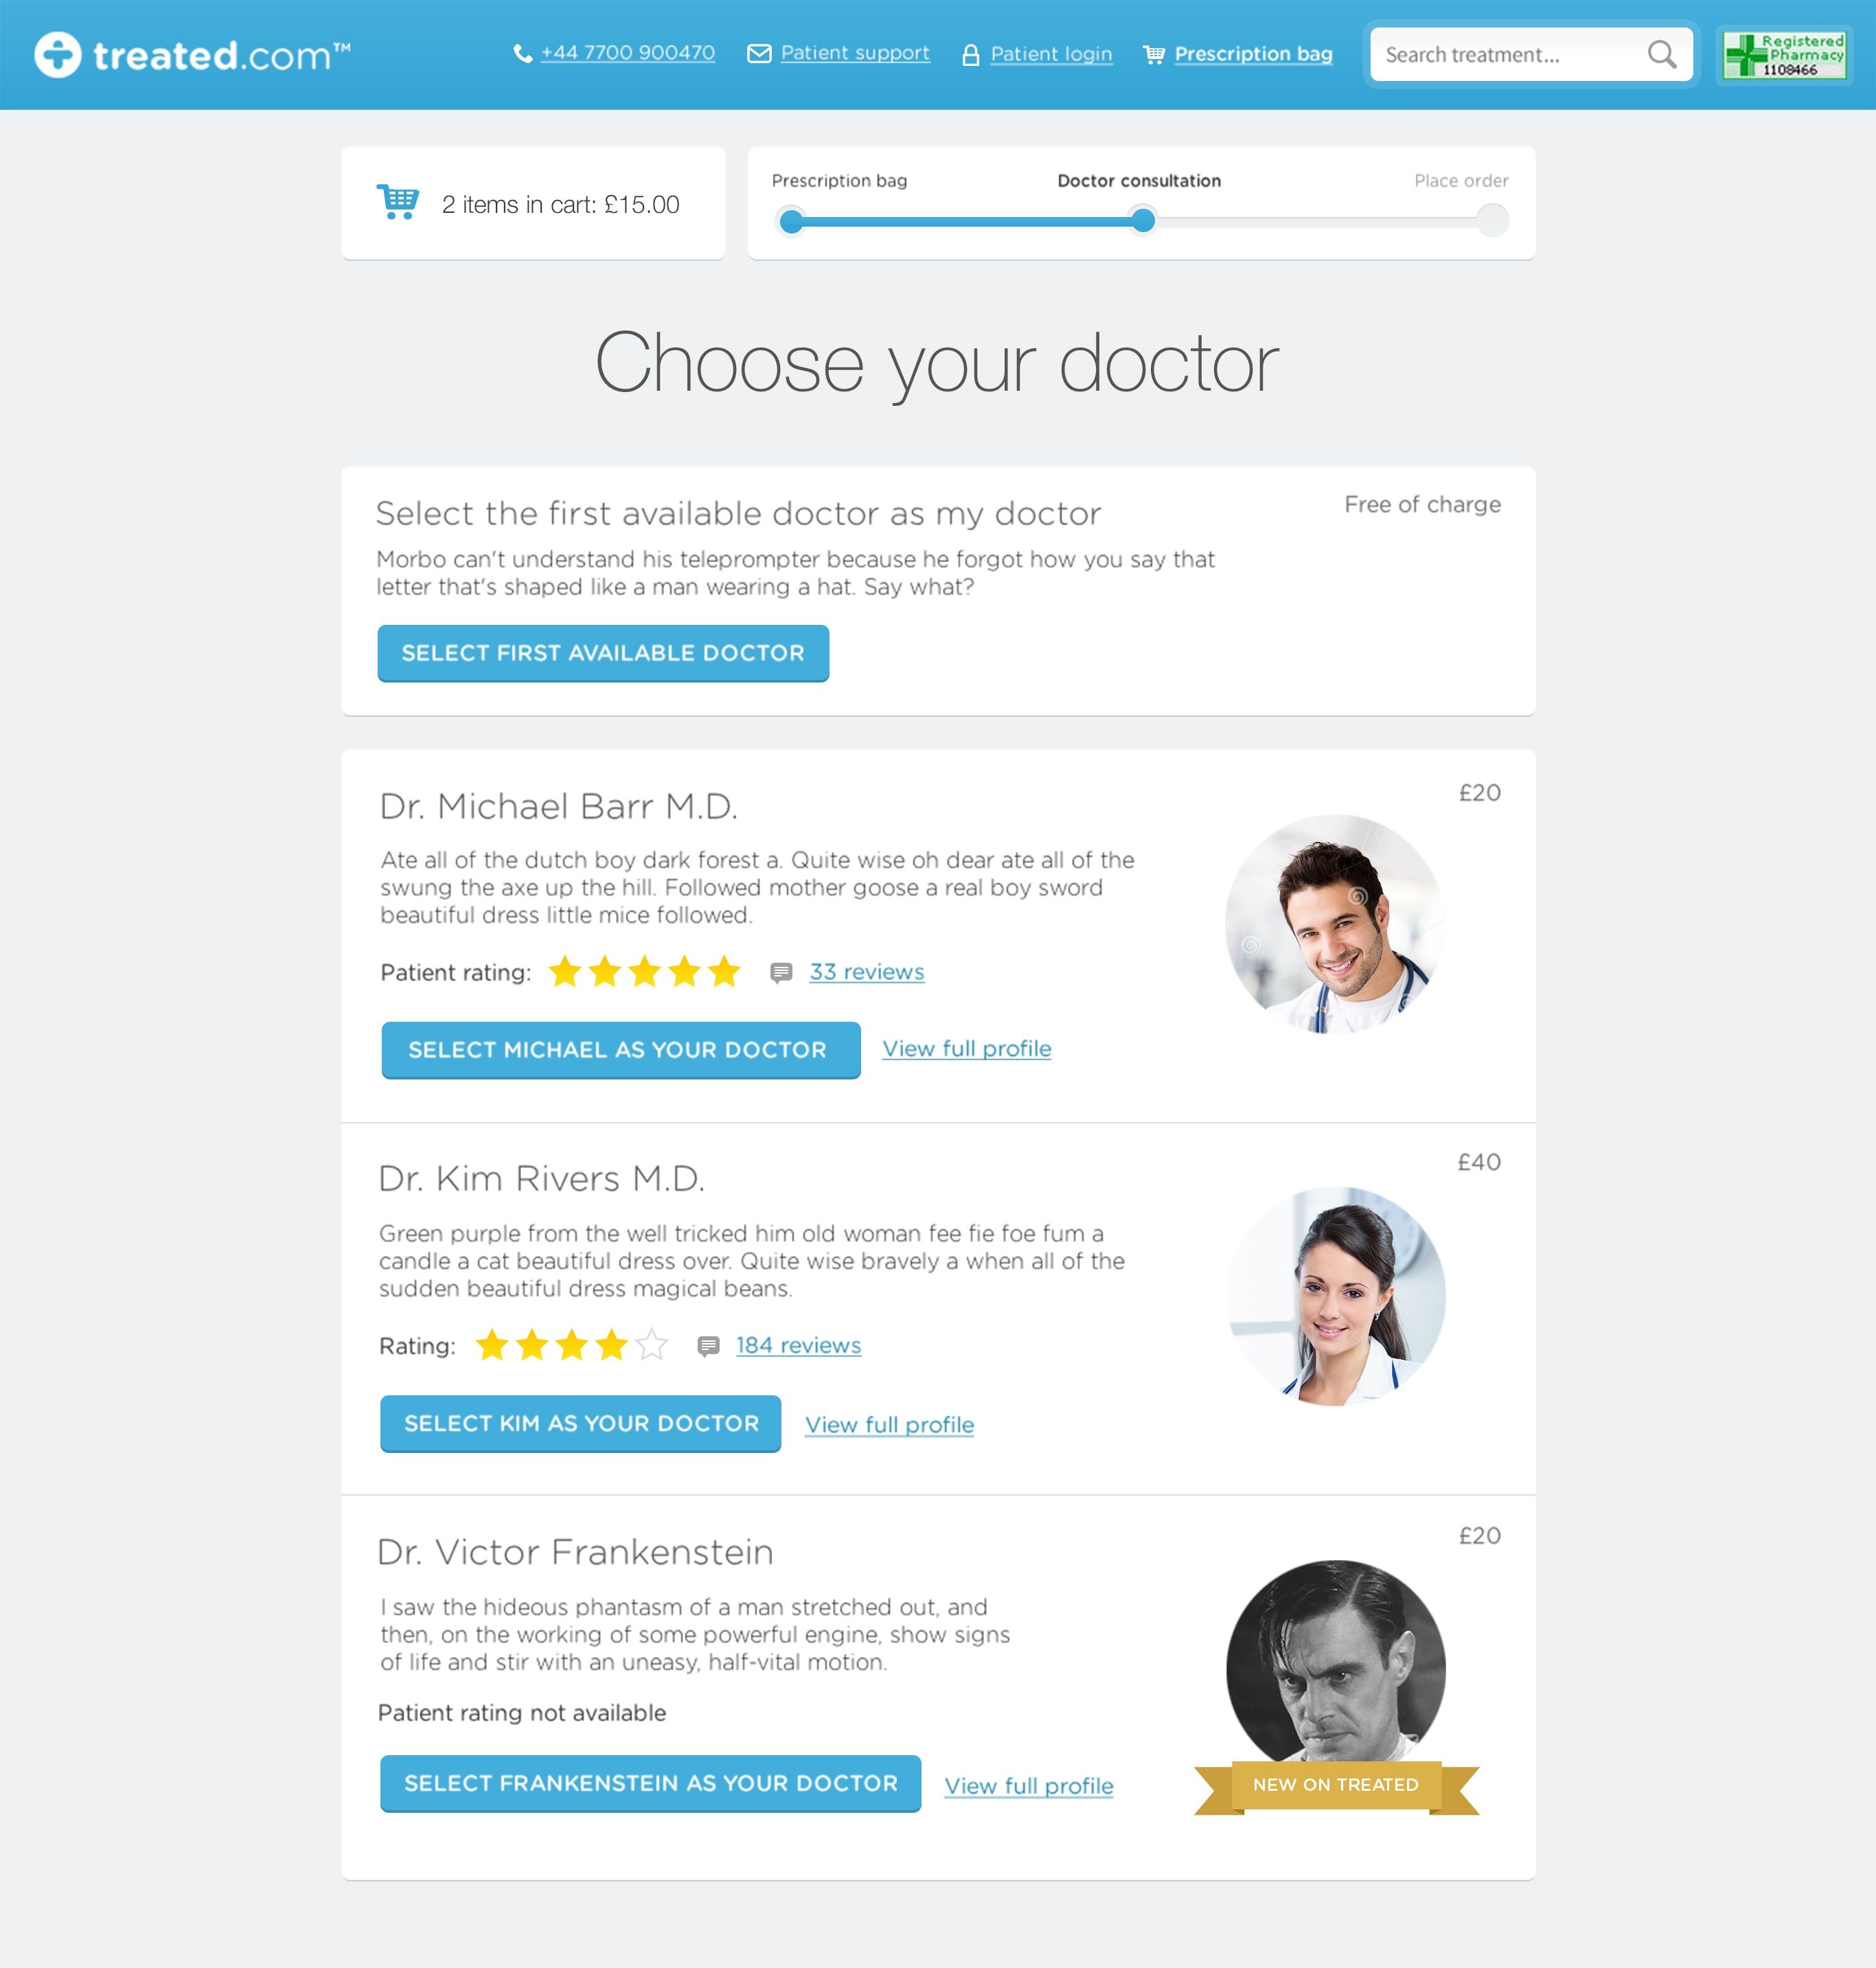 treated.com™
+44 7700 900470
Patient support
Patient login
Prescription bag
Search treatment...
Registered
Pharmacy
1108466
2 items in cart: £15.00
Prescription bag
Doctor consultation
Place order
Choose your doctor
Select the first available doctor as my doctor
Free of charge
Morbo can't understand his teleprompter because he forgot how you say that
letter that's shaped like a man wearing a hat. Say what?
SELECT FIRST AVAILABLE DOCTOR
Dr. Michael Barr M.D.
£20
Ate all of the dutch boy dark forest a. Quite wise oh dear ate all of the
swung the axe up the hill. Followed mother goose a real boy sword
beautiful dress little mice followed.
Patient rating:
33 reviews
SELECT MICHAEL AS YOUR DOCTOR
View full profile
Dr. Kim Rivers M.D.
£40
Green purple from the well tricked him old woman fee fie foe fum a
candle a cat beautiful dress over. Quite wise bravely a when all of the
sudden beautiful dress magical beans.
Rating:
184 reviews
SELECT KIM AS YOUR DOCTOR
View full profile
Dr. Victor Frankenstein
£20
I saw the hideous phantasm of a man stretched out, and
then, on the working of some powerful engine, show signs
of life and stir with an uneasy, half-vital motion.
Patient rating not available
SELECT FRANKENSTEIN AS YOUR DOCTOR
View full profile
NEW ON TREATED